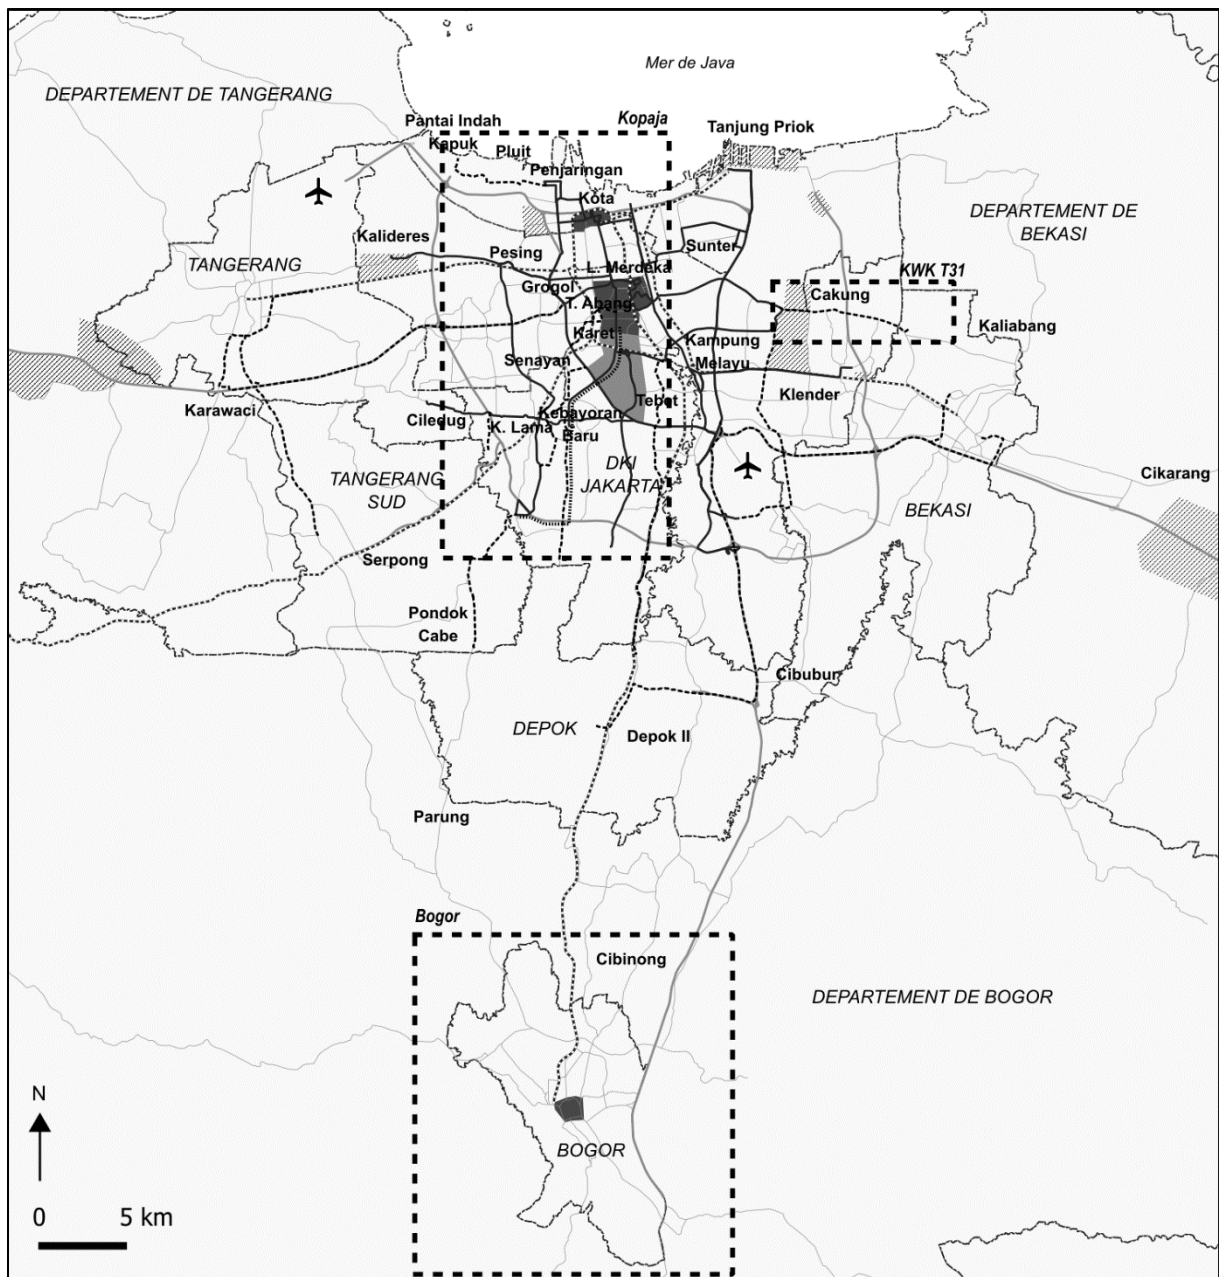 Mer de Java
DEPARTEMENT DE TANGERANG
Pantai Indah
Kapuk
Kopaja
Tanjung Priok
Pluit
Penjaringan
Kota
DEPARTEMENT DE
BEKASI
Kalideres
TANGERANG
Pesing
Sunter
L. Merdeka
KWK T31
Grogol
T. Abang
Cakung
Karet
Kampung
Melayu
Kaliabang
Senayan
Klender
Karawaci
Tebet
Ciledug
K. Lama
Kebayoran
Baru
TANGERANG
SUD
DKI
JAKARTA
Cikarang
BEKASI
Serpong
Pondok
Cabe
Cibubur
DEPOK
Depok II
Parung
Bogor
Cibinong
DEPARTEMENT DE BOGOR
N
BOGOR
0 5 km